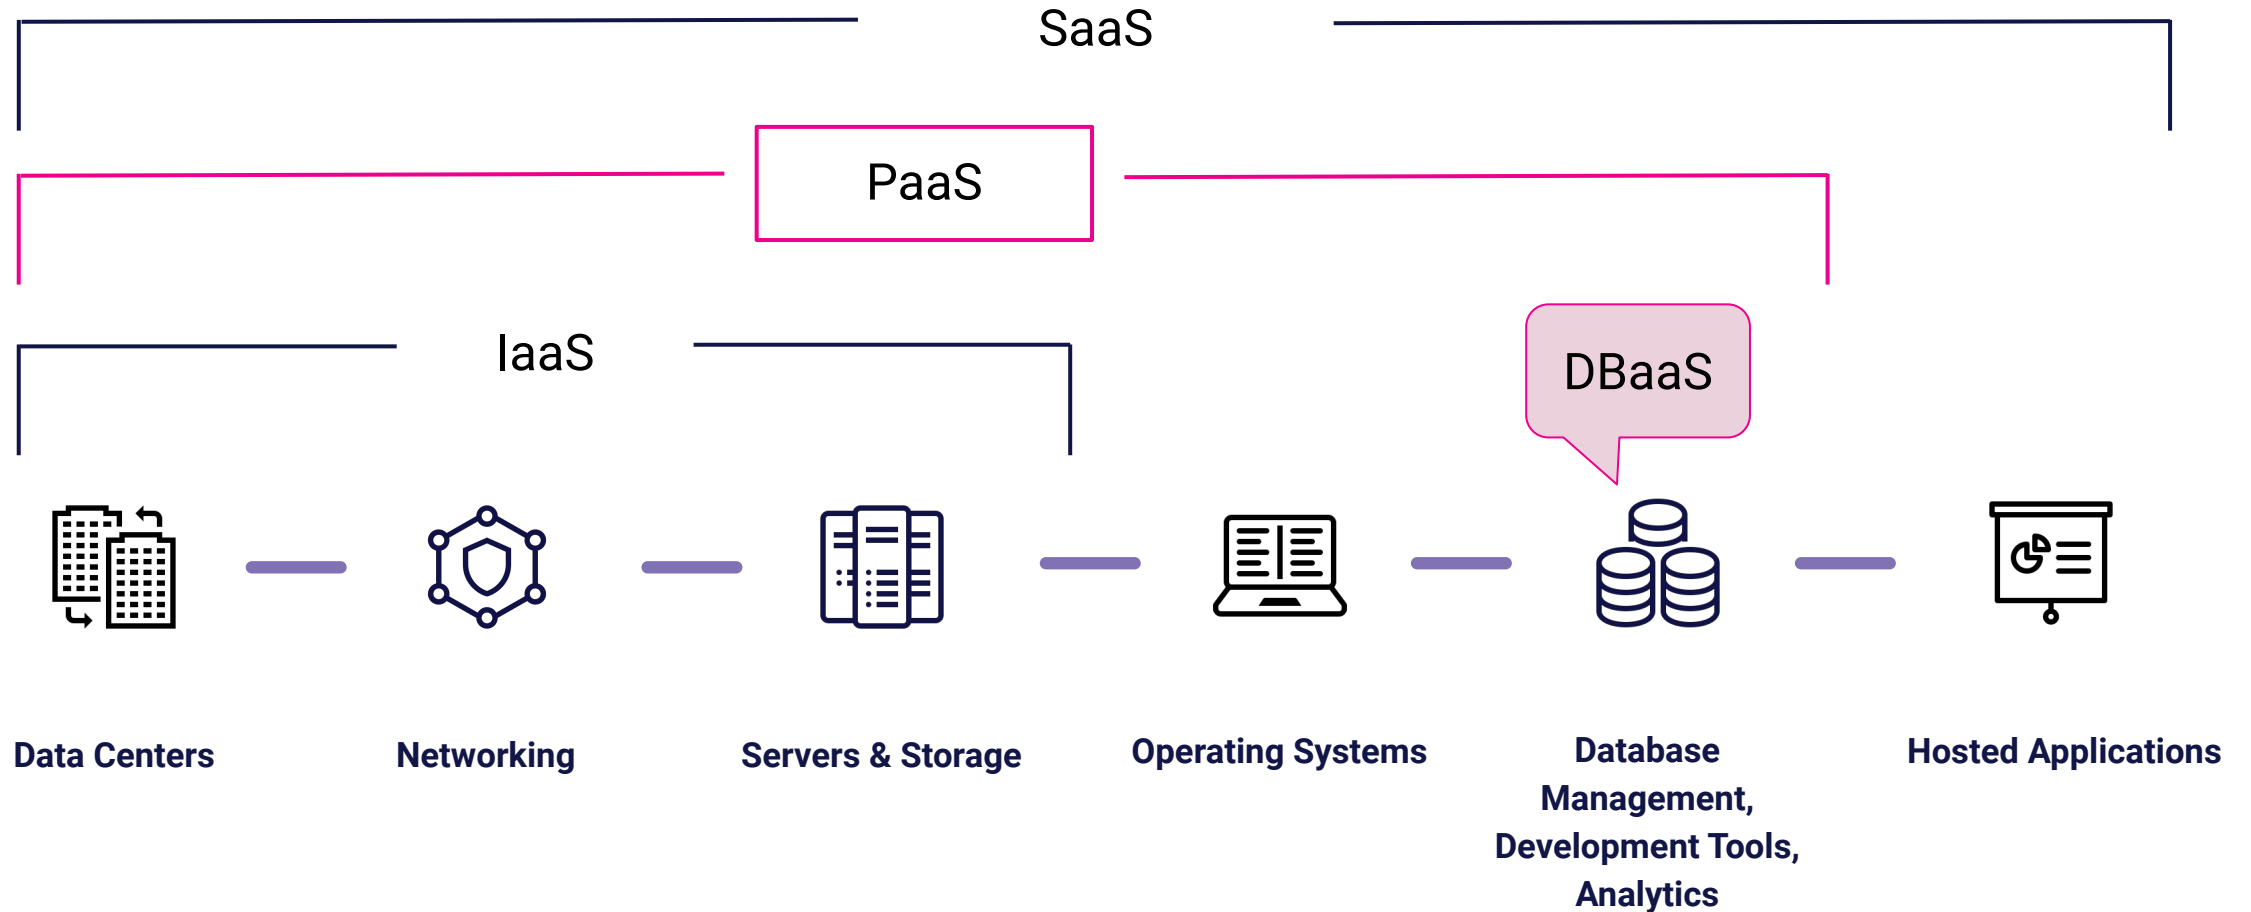 SaaS
PaaS
IaaS
DBaaS
Data Centers
Networking
Servers & Storage
Operating Systems
Database
Management,
Development Tools,
Analytics
Hosted Applications